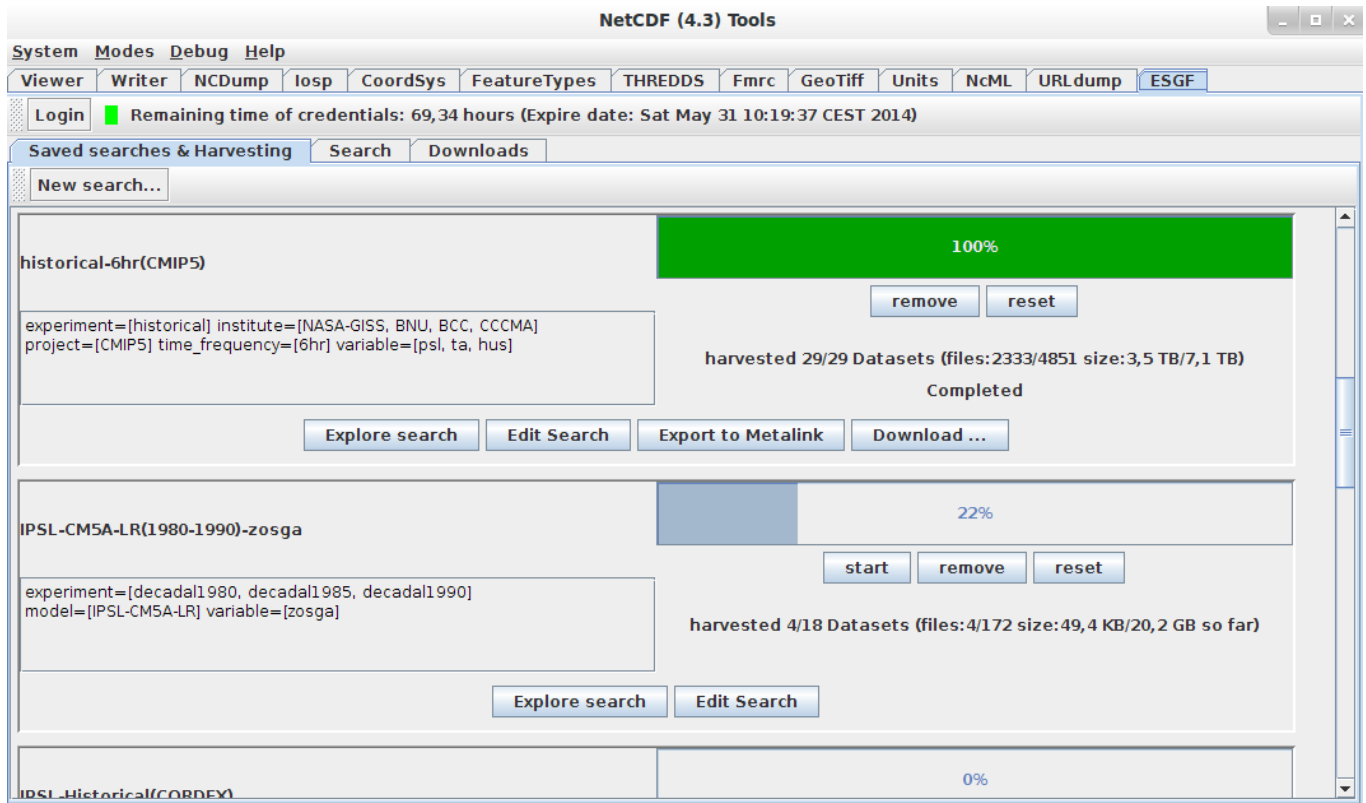 NetCDF (4.3) Tools
System Modes Debug Help
Viewer Writer NCDump Iosp CoordSys FeatureTypes THREDDS Fmrc GeoTiff Units NcML URLdump ESGF
Login Remaining time of credentials: 69,34 hours (Expire date: Sat May 31 10:19:37 CEST 2014)
Saved searches & Harvesting Search Downloads
New search...
historical-6hr(CMIP5)
100%
remove reset
experiment=[historical] institute=[NASA-GISS, BNU, BCC, CCCMA]
project=[CMIP5] time_frequency=[6hr] variable=[psl, ta, hus]
harvested 29/29 Datasets (files:2333/4851 size:3,5 TB/7,1 TB)
Completed
Explore search Edit Search Export to Metalink Download ...
IPSL-CM5A-LR(1980-1990)-zosga
22%
start remove reset
experiment=[decadal1980, decadal1985, decadal1990]
model=[IPSL-CM5A-LR] variable=[zosga]
harvested 4/18 Datasets (files:4/172 size:49,4 KB/20,2 GB so far)
Explore search Edit Search
IPSL-Historical(CORDEX)
0%